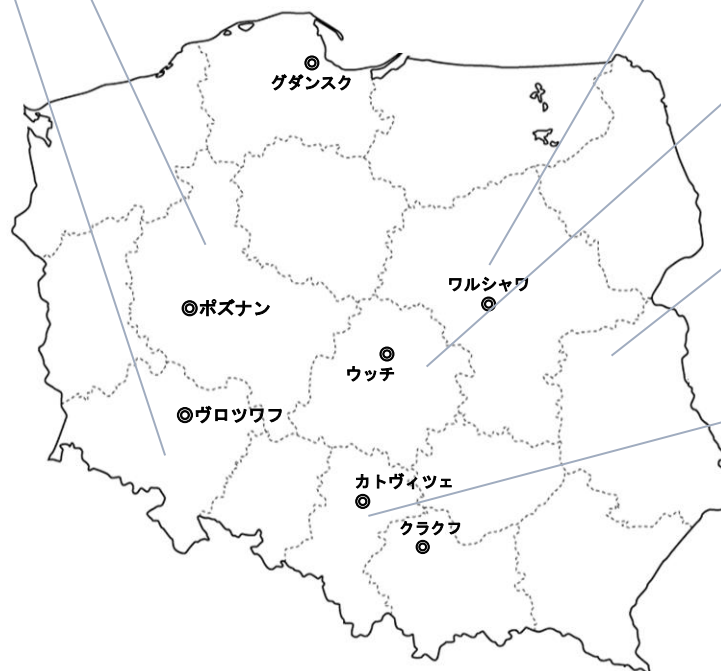 グダンスク
ワルシャワ
ポズナン
ウッチ
ヴロツワフ
カトヴィツェ
クラクフ